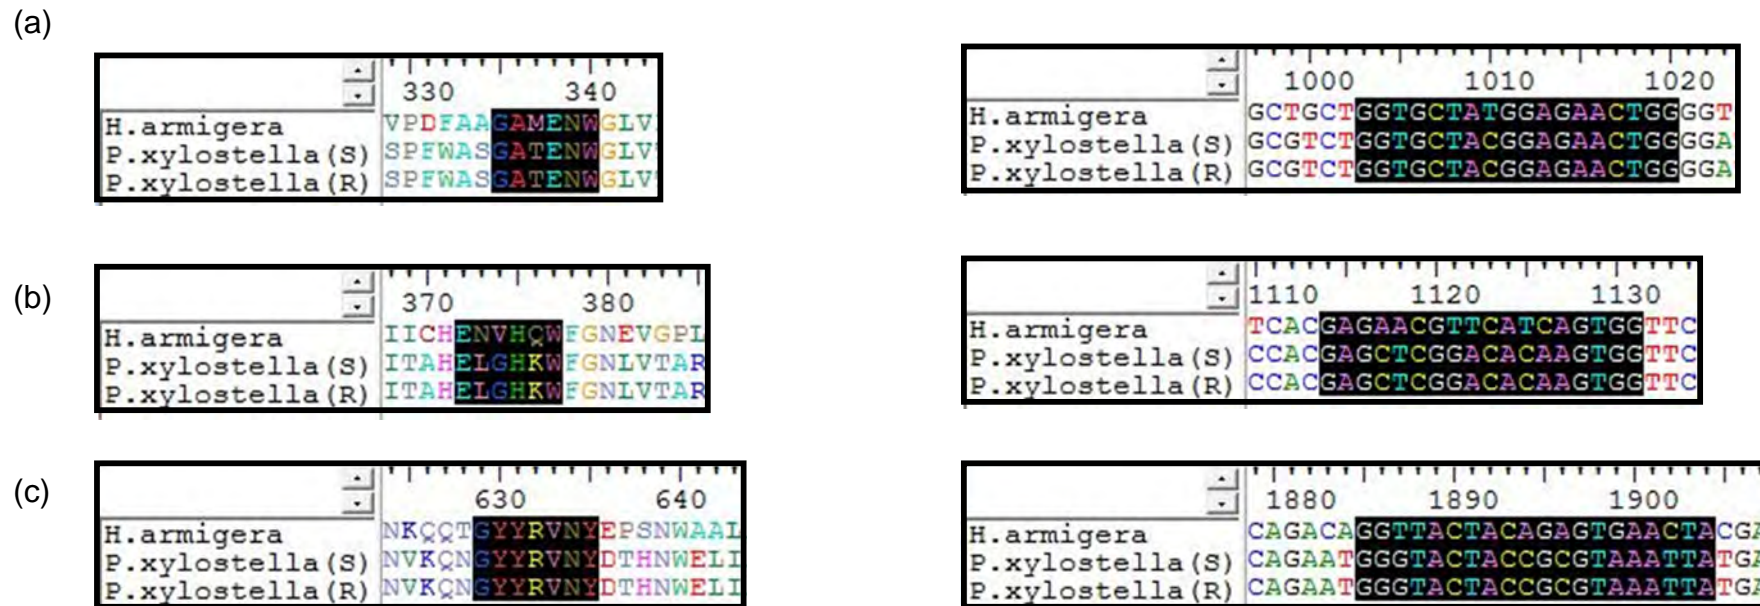 (a)
330 340
H.armigera VPDFAAGAMENWGLV
P.xylostella(S) SPFWASGATENWGLV
P.xylostella(R) SPFWASGATENWGLV
1000 1010 1020
GCTGCTGGTGCTATGGAGAACTGGGGT
P.xylostella(S) GCGTCTGGTGCTACGGAGAACTGGGGA
P.xylostella(R) GCGTCTGGTGCTACGGAGAACTGGGGA
(b)
370 380
H.armigera IICHENVHQWFGNEVGPL
P.xylostella(S) ITAHELGHKWFGNLVTAR
P.xylostella(R) ITAHELGHKWFGNLVTAR
1110 1120 1130
H.armigera TCACGAGAACGTTCATCAGTGGTTC
P.xylostella(S) CCACGAGCTCGGACACAAGTGGTTC
P.xylostella(R) CCACGAGCTCGGACACAAGTGGTTC
(c)
630 640
H.armigera NKQQTGYYRVNYEPSNWAAL
P.xylostella(S) NVKQNGYYRVNYDTHNWELI
P.xylostella(R) NVKQNGYYRVNYDTHNWELI
1880 1890 1900
H.armigera CAGACAGGTTACTACAGAGTGAACTACGA
P.xylostella(S) CAGAATGGGTACTACCGCGTAAATTATGA
P.xylostella(R) CAGAATGGGTACTACCGCGTAAATTATGA